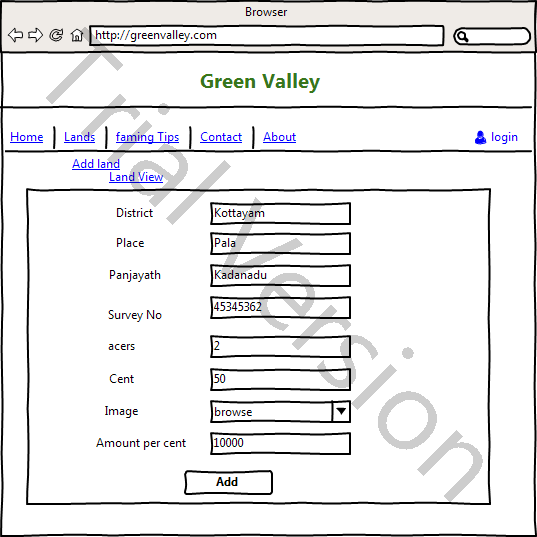 Browser
http://greenvalley.com
Green Valley
Home Lands faming Tips Contact About login
Add land
Land View
District Kottayam
Place Pala
Panjayath Kadanadu
Survey No 45345362
acers 2
Cent 50
Image browse
Amount per cent 10000
Add
Trial Version